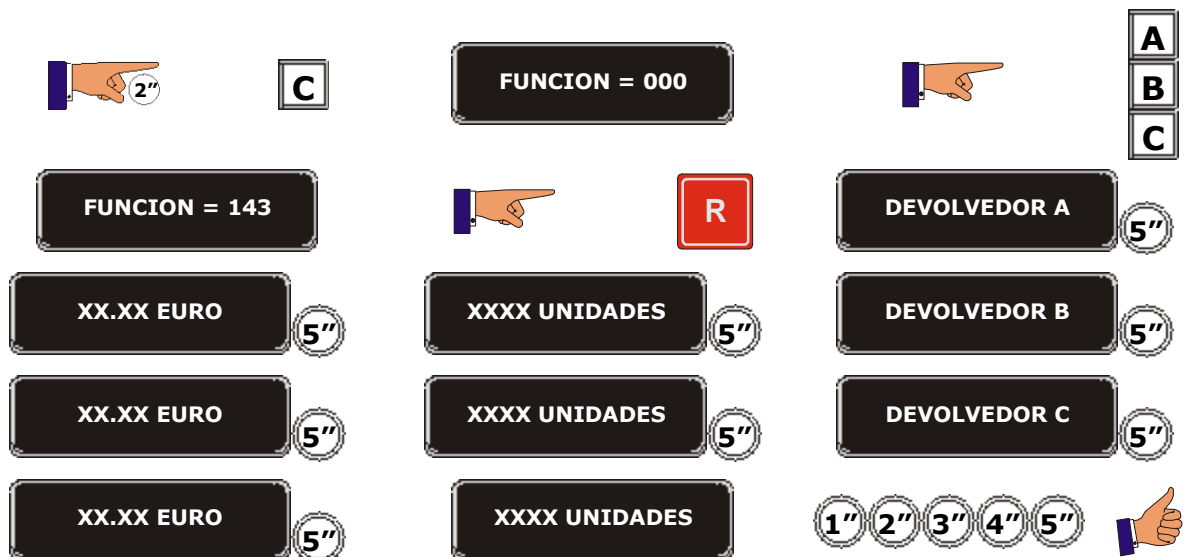 2” C FUNCION = 000 A
B
C
FUNCION = 143 R DEVOLVEDOR A 5”
XX.XX EURO 5” XXXX UNIDADES 5” DEVOLVEDOR B 5”
XX.XX EURO 5” XXXX UNIDADES 5” DEVOLVEDOR C 5”
XX.XX EURO 5” XXXX UNIDADES 1” 2” 3” 4” 5”